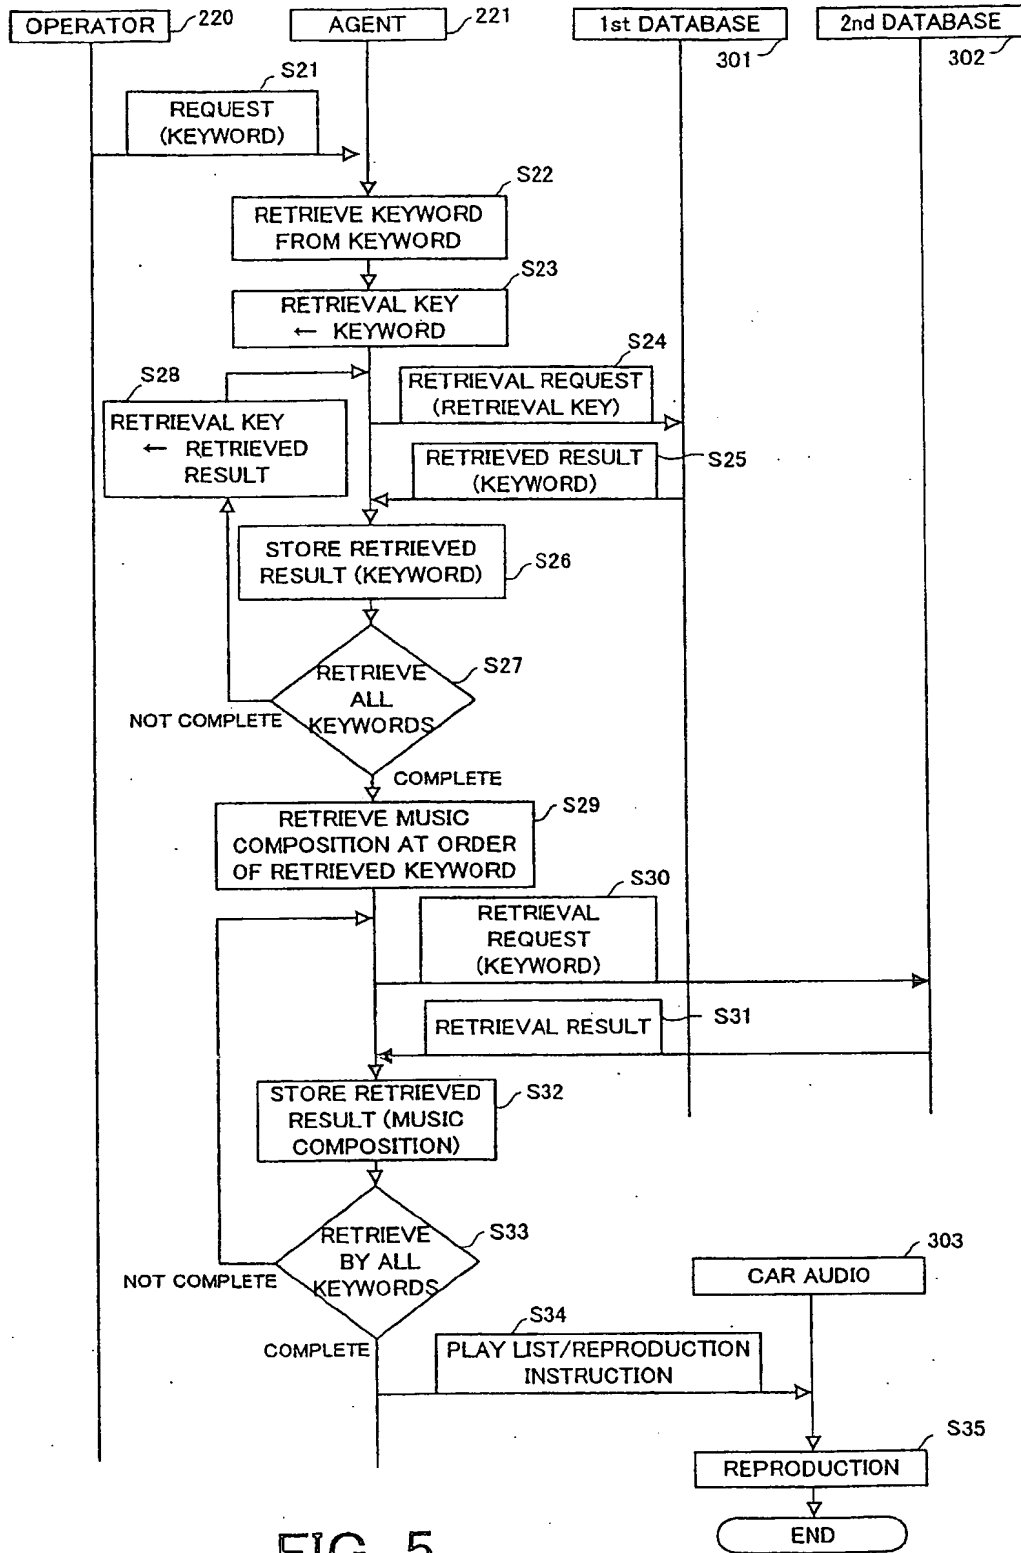 OPERATOR
220
AGENT
221
1st DATABASE
301
2nd DATABASE
302
S21
REQUEST
(KEYWORD)
S22
RETRIEVE KEYWORD
FROM KEYWORD
S23
RETRIEVAL KEY
← KEYWORD
S24
RETRIEVAL REQUEST
(RETRIEVAL KEY)
S28
RETRIEVAL KEY
← RETRIEVED
RESULT
S25
RETRIEVED RESULT
(KEYWORD)
S26
STORE RETRIEVED
RESULT (KEYWORD)
S27
RETRIEVE
ALL
KEYWORDS
NOT COMPLETE
COMPLETE
S29
RETRIEVE MUSIC
COMPOSITION AT ORDER
OF RETRIEVED KEYWORD
S30
RETRIEVAL
REQUEST
(KEYWORD)
S31
RETRIEVAL RESULT
S32
STORE RETRIEVED
RESULT (MUSIC
COMPOSITION)
S33
RETRIEVE
BY ALL
KEYWORDS
NOT COMPLETE
COMPLETE
303
CAR AUDIO
S34
PLAY LIST/REPRODUCTION
INSTRUCTION
S35
REPRODUCTION
END
FIG. 5